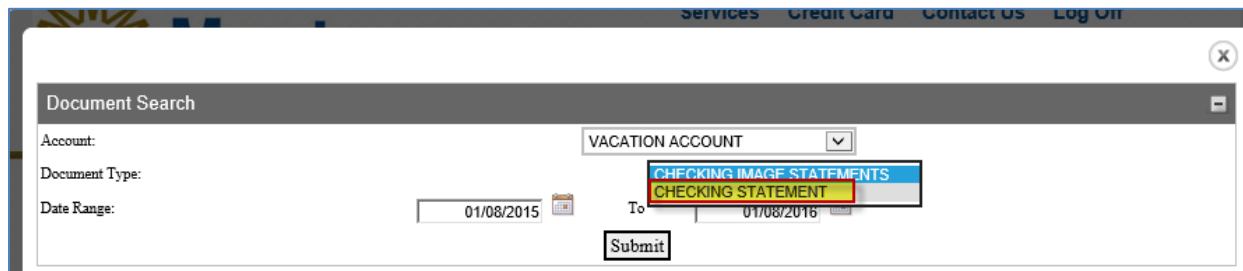 Services Credit Card Contact Us Log Off
Document Search
Account: VACATION ACCOUNT
Document Type: CHECKING IMAGE STATEMENTS
CHECKING STATEMENT
Date Range: 01/08/2015 To 01/08/2016
Submit